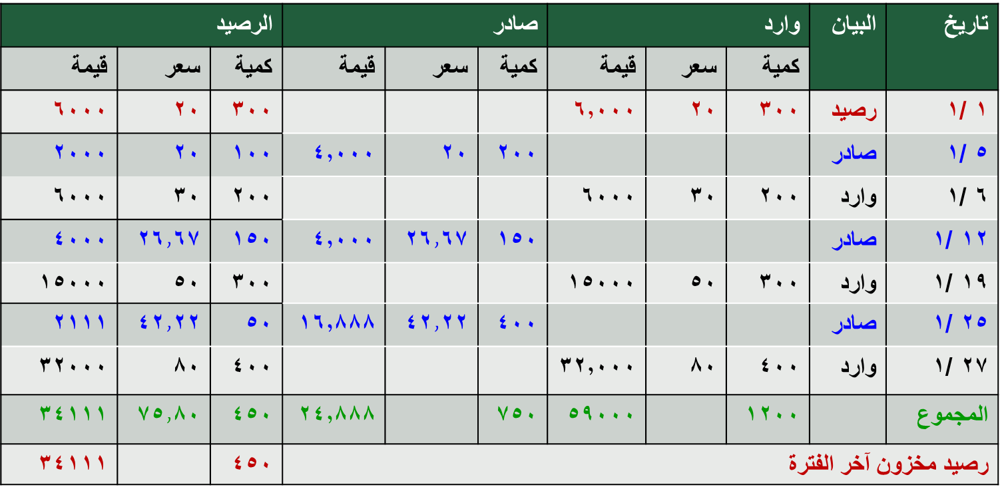 تاريخ البيان وارد صادر الرصيد
كمية سعر قيمة كمية سعر قيمة كمية سعر قيمة
١ /١ رصيد ٣٠٠ ٢٠ ٦,٠٠٠ ٣٠٠ ٢٠ ٦٠٠٠
٥ /١ صادر ٢٠٠ ٢٠ ٤,٠٠٠ ١٠٠ ٢٠ ٢٠٠٠
٦ /١ وارد ٢٠٠ ٣٠ ٦٠٠٠ ٢٠٠ ٣٠ ٦٠٠٠
١٢ /١ صادر ١٥٠ ٢٦,٦٧ ٤,٠٠٠ ١٥٠ ٢٦,٦٧ ٤٠٠٠
١٩ /١ وارد ٣٠٠ ٥٠ ١٥٠٠٠ ٣٠٠ ٥٠ ١٥٠٠٠
٢٥ /١ صادر ٤٠٠ ٤٢,٢٢ ١٦,٨٨٨ ٥٠ ٤٢,٢٢ ٢١١١
٢٧ /١ وارد ٤٠٠ ٨٠ ٣٢,٠٠٠ ٤٠٠ ٨٠ ٣٢٠٠٠
المجموع ١٢٠٠ ٥٩٠٠٠ ٧٥٠ ٢٤,٨٨٨ ٤٥٠ ٧٥,٨٠ ٣٤١١١
رصيد مخزون آخر الفترة ٤٥٠ ٣٤١١١